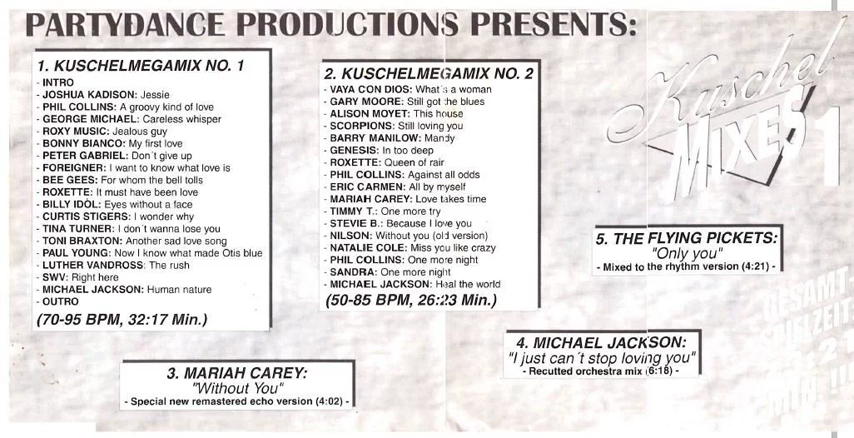 PARTYDANCE PRODUCTIONS PRESENTS:
1. KUSCHELMEGAMIX NO. 1
- INTRO
- JOSHUA KADISON: Jessie
- PHIL COLLINS: A groovy kind of love
- GEORGE MICHAEL: Careless whisper
- ROXY MUSIC: Jealous guy
- BONNY BIANCO: My first love
- PETER GABRIEL: Don´t give up
- FOREIGNER: I want to know what love is
- BEE GEES: For whom the bell tolls
- ROXETTE: It must have been love
- BILLY IDOL: Eyes without a face
- CURTIS STIGERS: I wonder why
- TINA TURNER: I don´t wanna lose you
- TONI BRAXTON: Another sad love song
- PAUL YOUNG: Now I know what made Otis blue
- LUTHER VANDROSS: The rush
- SWV: Right here
- MICHAEL JACKSON: Human nature
- OUTRO
(70-95 BPM, 32:17 Min.)
2. KUSCHELMEGAMIX NO. 2
- VAYA CON DIOS: What´s a woman
- GARY MOORE: Still got the blues
- ALISON MOYET: This house
- SCORPIONS: Still loving you
- BARRY MANILOW: Mandy
- GENESIS: In too deep
- ROXETTE: Queen of rair
- PHIL COLLINS: Against all odds
- ERIC CARMEN: All by myself
- MARIAH CAREY: Love takes time
- TIMMY T.: One more try
- STEVIE B.: Because I love you
- NILSON: Without you (old version)
- NATALIE COLE: Miss you like crazy
- PHIL COLLINS: One more night
- SANDRA: One more night
- MICHAEL JACKSON: Heal the world
(50-85 BPM, 26:23 Min.)
3. MARIAH CAREY:
"Without You"
- Special new remastered echo version (4:02) -
4. MICHAEL JACKSON:
"I just can´t stop loving you"
- Recutted orchestra mix (6:18) -
5. THE FLYING PICKETS:
"Only you"
- Mixed to the rhythm version (4:21) -
Kuschel
MIXES 1
GESAMT-
SPIELZEIT:
MIN !!!